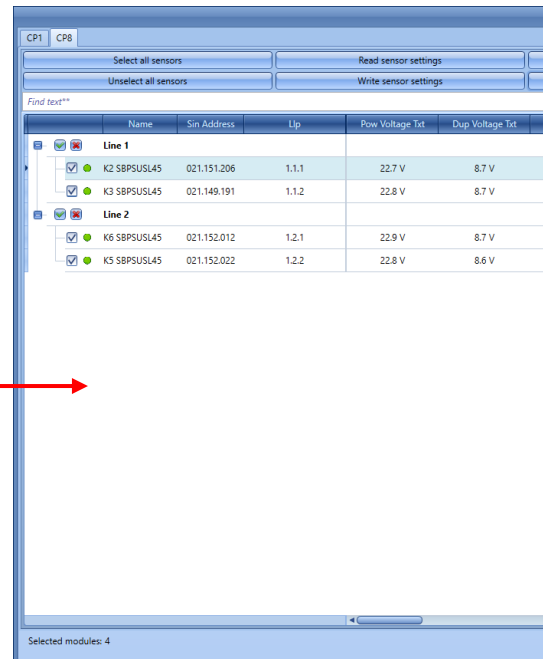 CP1 CP8
Select all sensors Read sensor settings
Unselect all sensors Write sensor settings
Find text**
Name Sin Address Llp Pow Voltage Txt Dup Voltage Txt
Line 1
K2 SBPSUSL45 021.151.206 1.1.1 22.7 V 8.7 V
K3 SBPSUSL45 021.149.191 1.1.2 22.8 V 8.7 V
Line 2
K6 SBPSUSL45 021.152.012 1.2.1 22.9 V 8.7 V
K5 SBPSUSL45 021.152.022 1.2.2 22.8 V 8.6 V
Selected modules: 4